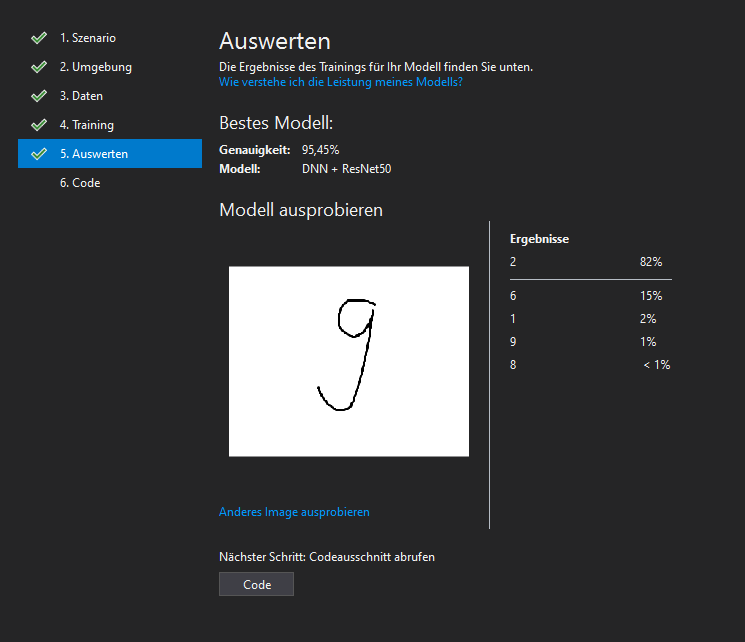 1. Szenario
2. Umgebung
3. Daten
4. Training
5. Auswerten
6. Code
Auswerten
Die Ergebnisse des Trainings für Ihr Modell finden Sie unten.
Wie verstehe ich die Leistung meines Modells?
Bestes Modell:
Genauigkeit: 95,45%
Modell: DNN + ResNet50
Modell ausprobieren
9
Anderes Image ausprobieren
Ergebnisse
2 82%
6 15%
1 2%
9 1%
8 < 1%
Nächster Schritt: Codeausschnitt abrufen
Code